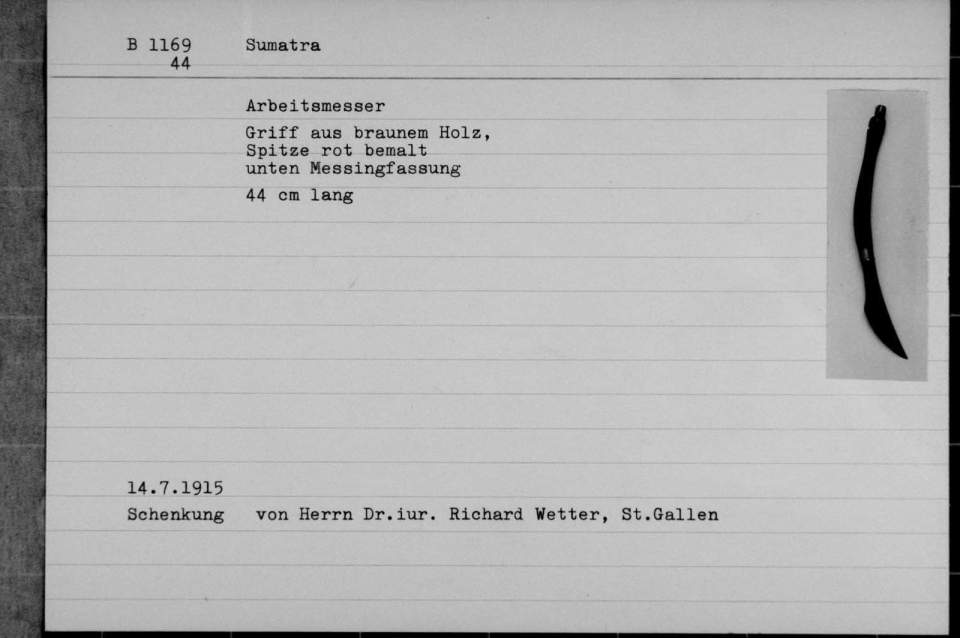 B 1169 Sumatra
44
Arbeitsmesser
Griff aus braunem Holz,
Spitze rot bemalt
unten Messingfassung
44 cm lang
14.7.1915
Schenkung von Herrn Dr.iur. Richard Wetter, St.Gallen